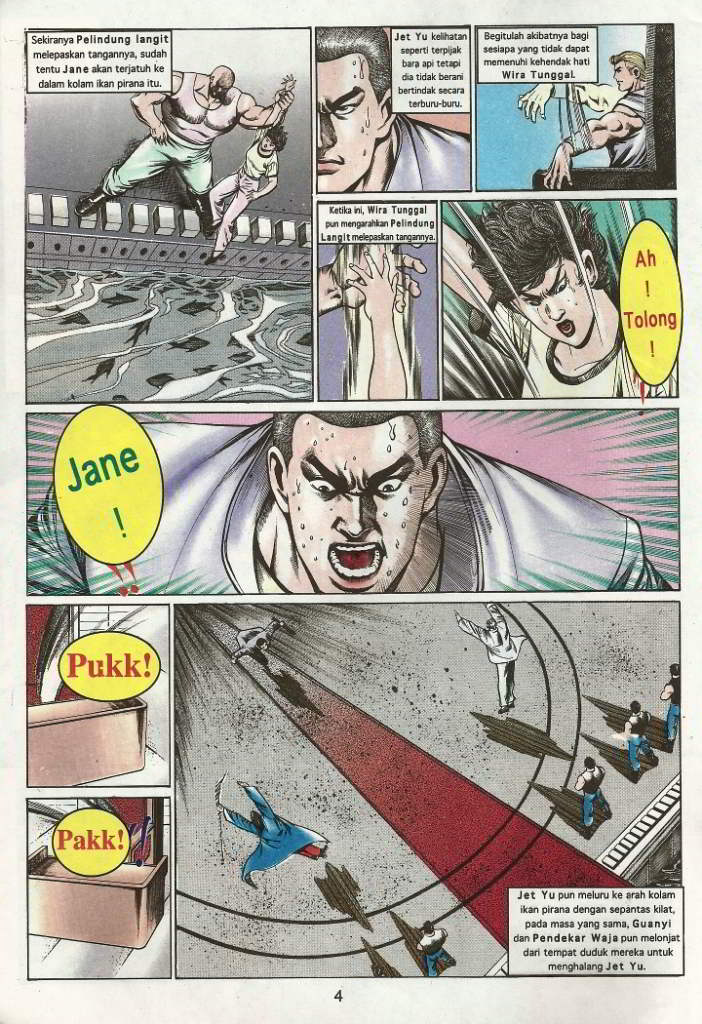 Sekiranya Pelindung langit
melepaskan tangannya, sudah
tentu Jane akan terjatuh ke
dalam kolam ikan pirana itu.
Jet Yu kelihatan
seperti terpijak
bara api tetapi
dia tidak berani
bertindak secara
terburu-buru.
Begitulah akibatnya bagi
sesiapa yang tidak dapat
memenuhi kehendak hati
Wira Tunggal.
Ketika ini, Wira Tunggal
pun mengarahkan Pelindung
Langit melepaskan tangannya.
Ah
!
Tolong
!
Jane
!
Pukk!
Pakk!
Jet Yu pun meluru ke arah kolam
ikan pirana dengan sepantas kilat,
pada masa yang sama, Guanyi
dan Pendekar Waja pun melonjat
dari tempat duduk mereka untuk
menghalang Jet Yu.
4